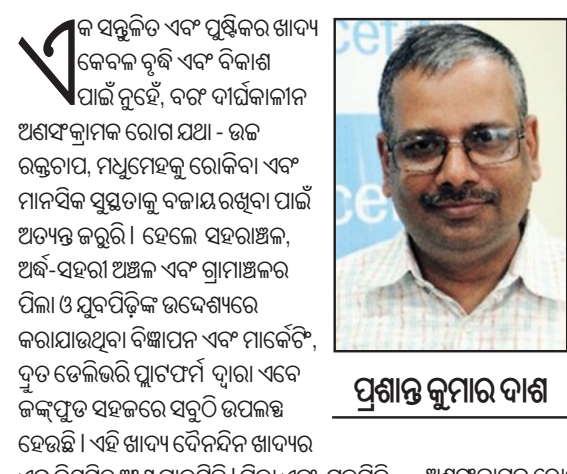 ଏକ ସନ୍ତୁଳିତ ଏବଂ ପୁଷ୍ଟିକର ଖାଦ୍ୟ
କେବଳ ବୃଦ୍ଧି ଏବଂ ବିକାଶ
ପାଇଁ ନୁହେଁ, ବରଂ ଦୀର୍ଘକାଳୀନ
ଅଣସଂକ୍ରାମକ ରୋଗ ଯଥା - ଉଚ୍ଚ
ରକ୍ତଚାପ, ମଧୁମେହକୁ ରୋକିବା ଏବଂ
ମାନସିକ ସୁସ୍ଥତାକୁ ବଜାୟ ରଖିବା ପାଇଁ
ଅତ୍ୟନ୍ତ ଜରୁରି । ହେଲେ ସହରାଞ୍ଚଳ,
ଅର୍ଦ୍ଧ-ସହରୀ ଅଞ୍ଚଳ ଏବଂ ଗ୍ରାମାଞ୍ଚଳର
ପିଲା ଓ ଯୁବପିଢ଼ିଙ୍କ ଉଦ୍ଦେଶ୍ୟରେ
କରାଯାଉଥିବା ବିଜ୍ଞାପନ ଏବଂ ମାର୍କେଟିଂ,
ଦ୍ରୁତ ଡେଲିଭରି ପ୍ଲାଟଫର୍ମ ଦ୍ୱାରା ଏବେ
ଜଙ୍କ୍‌ଫୁଡ ସହଜରେ ସବୁଠି ଉପଲବ୍ଧ
ହେଉଛି । ଏହି ଖାଦ୍ୟ ଦୈନନ୍ଦିନ ଖାଦ୍ୟର
ପ୍ରଶାନ୍ତ କୁମାର ଦାଶ